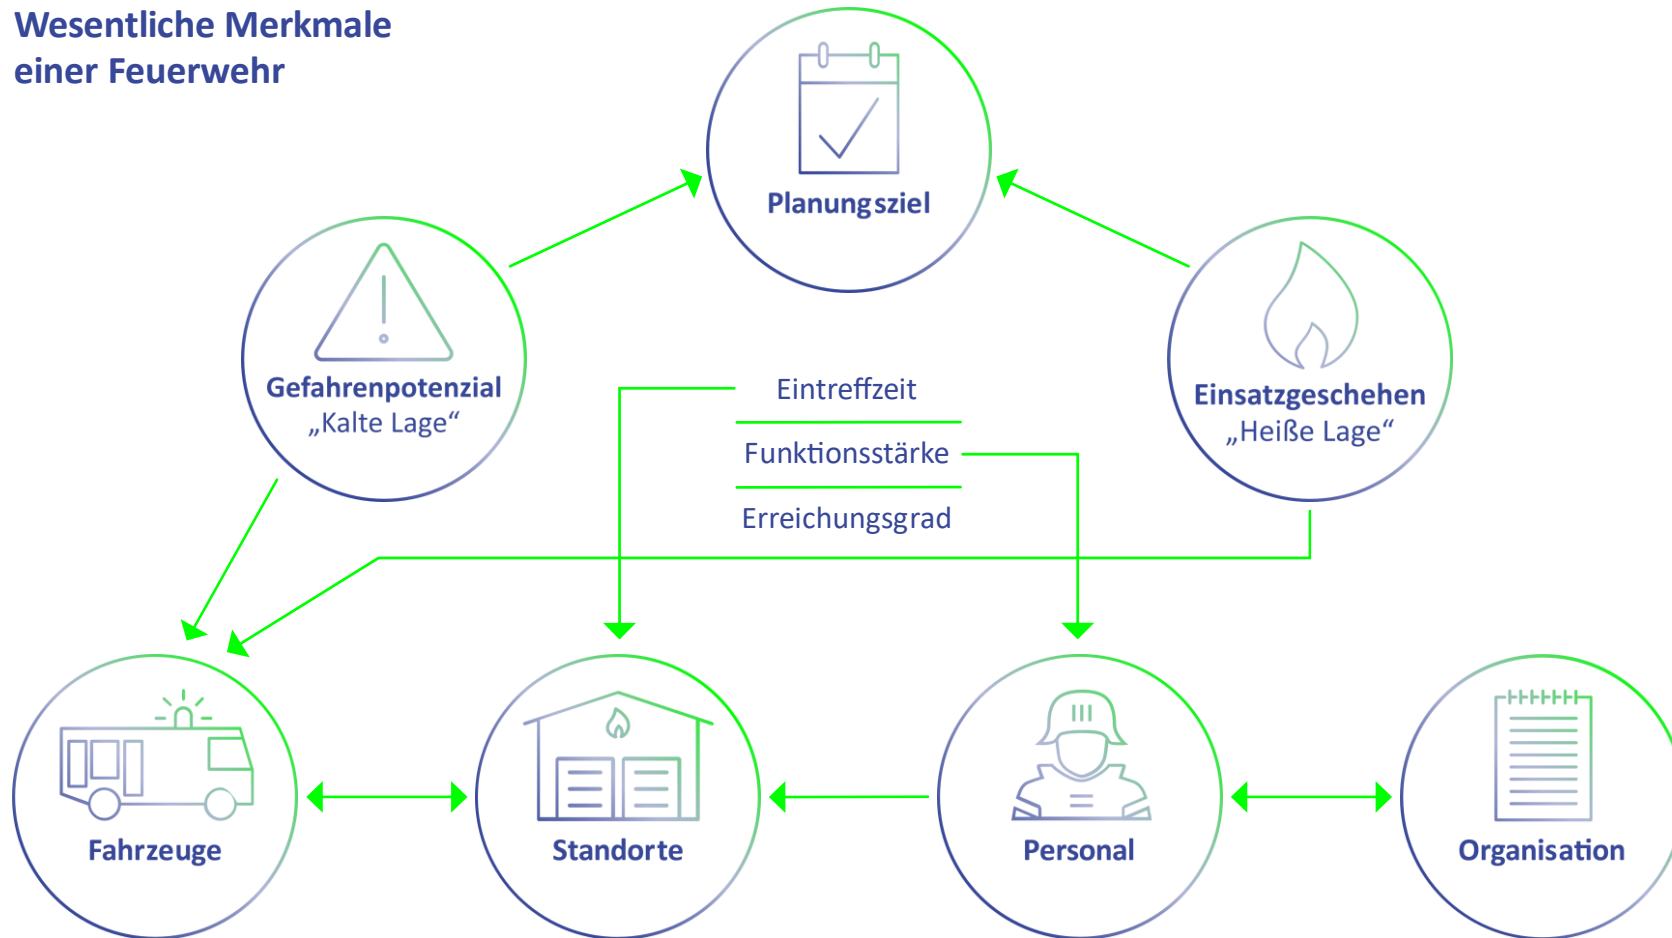 Wesentliche Merkmale
einer Feuerwehr
Planungsziel
Gefahrenpotenzial
„Kalte Lage“
Einsatzgeschehen
„Heiße Lage“
Eintreffzeit
Funktionsstärke
Erreichungsgrad
Fahrzeuge
Standorte
Personal
Organisation